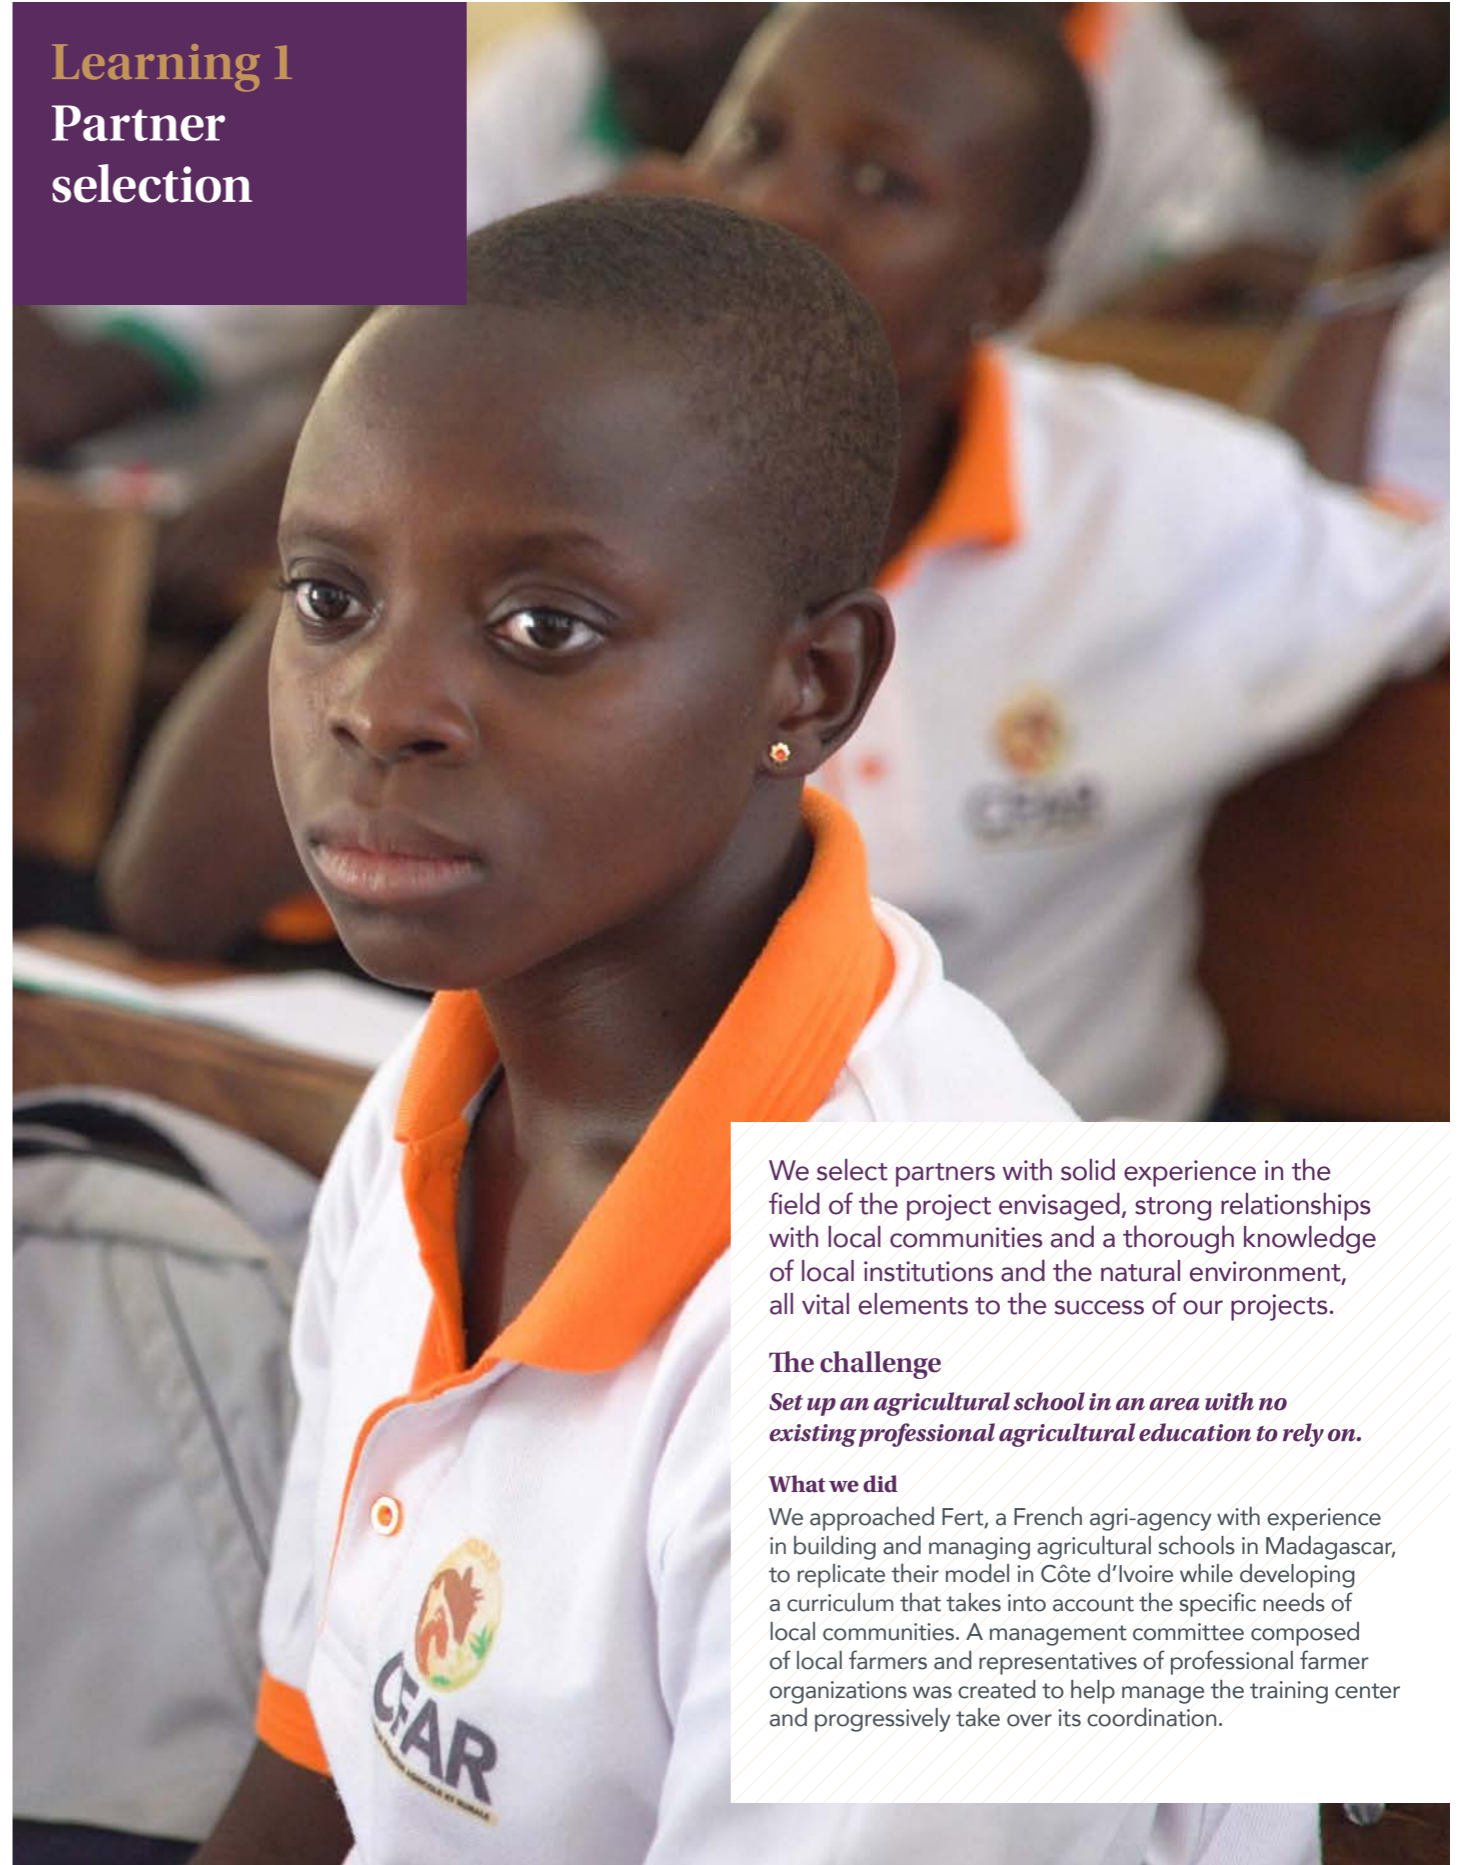 Learning 1
Partner
selection
CFAR
We select partners with solid experience in the
field of the project envisaged, strong relationships
with local communities and a thorough knowledge
of local institutions and the natural environment,
all vital elements to the success of our projects.
The challenge
Set up an agricultural school in an area with no
existing professional agricultural education to rely on.
What we did
We approached Fert, a French agri-agency with experience
in building and managing agricultural schools in Madagascar,
to replicate their model in Côte d'Ivoire while developing
a curriculum that takes into account the specific needs of
local communities. A management committee composed
of local farmers and representatives of professional farmer
organizations was created to help manage the training center
and progressively take over its coordination.
CFAR
AGRICOLE ET RURALE